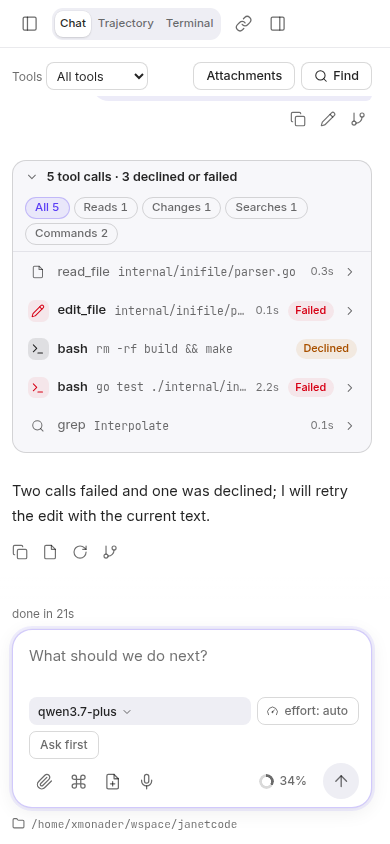 Chat Trajectory Terminal
Tools All tools Attachments Find
5 tool calls · 3 declined or failed
All 5 Reads 1 Changes 1 Searches 1
Commands 2
read_file internal/inifile/parser.go 0.3s
edit_file internal/inifile/p… 0.1s Failed
bash rm -rf build && make Declined
bash go test ./internal/in… 2.2s Failed
grep Interpolate 0.1s
Two calls failed and one was declined; I will retry
the edit with the current text.
done in 21s
What should we do next?
qwen3.7-plus effort: auto
Ask first
34%
/home/xmonader/wspace/janetcode